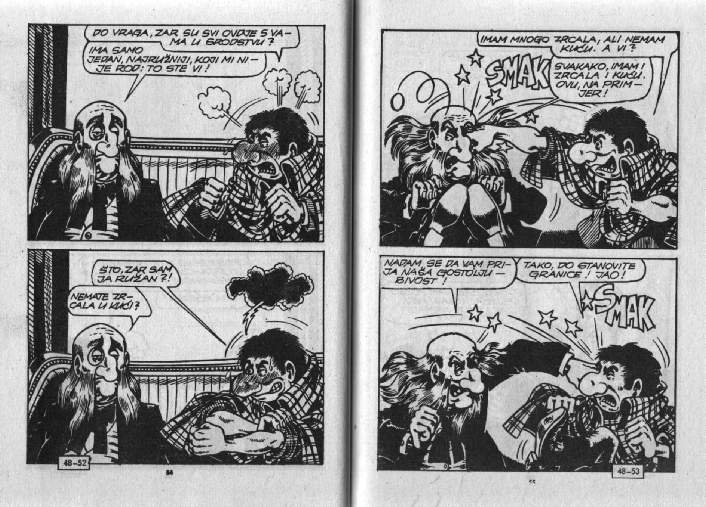 DO VRAGA, ZAR SU SVI OVDJE S VA-
MA U SRODSTVU?
IMA SAMO
JEDAN, NAJRUŽNIJI, KOJI MI NI-
JE ROD: TO STE VI!
ŠTO, ZAR SAM
JA RUŽAN?!
NEMATE ZR-
CALA U KUĆI?
48-52
54
IMAM MNOGO ZRCALA, ALI NEMAM
KUĆU. A VI?
SVAKAKO, IMAM I
ZRCALA I KUĆU.
OVU, NA PRIM-
JER!
SMAK
NADAM SE DA VAM PRI-
JA NAŠA GOSTOLJU-
BIVOST!
TAKO, DO STANOVITE
GRANICE! JAO!
SMAK
48-53